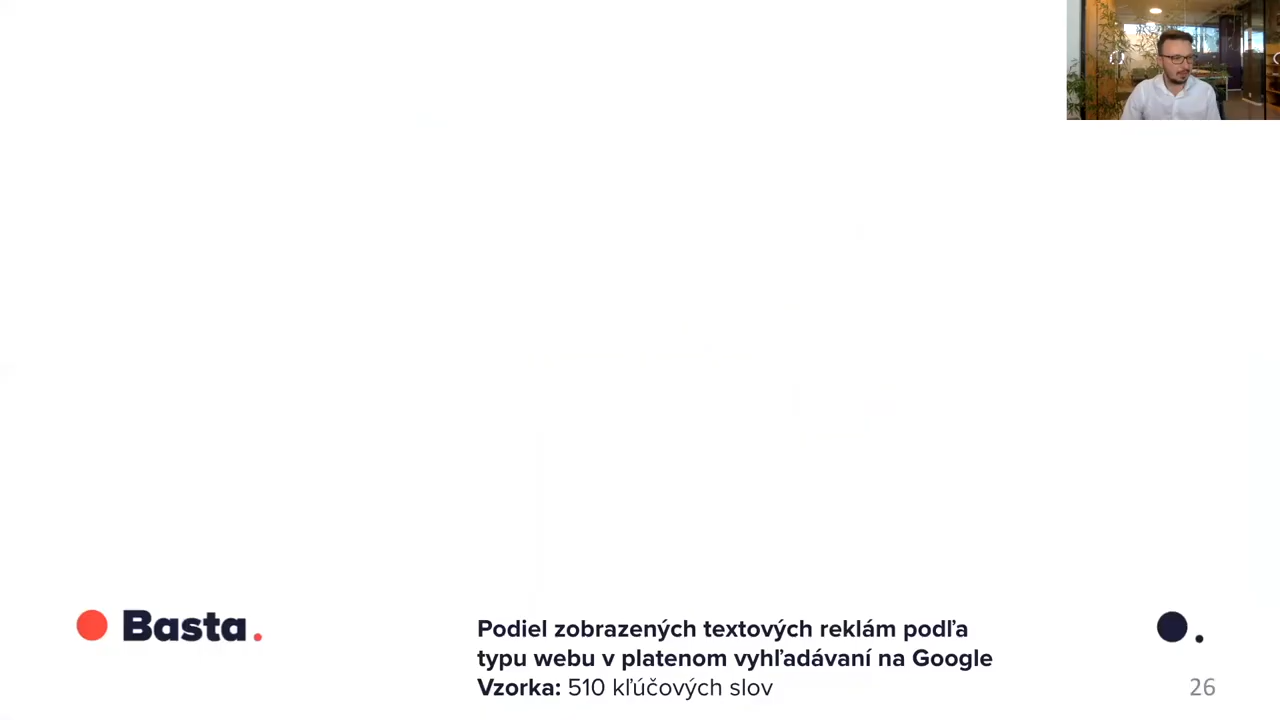 Basta.
Podiel zobrazených textových reklám podľa
typu webu v platenom vyhľadávaní na Google
Vzorka: 510 kľúčových slov
26